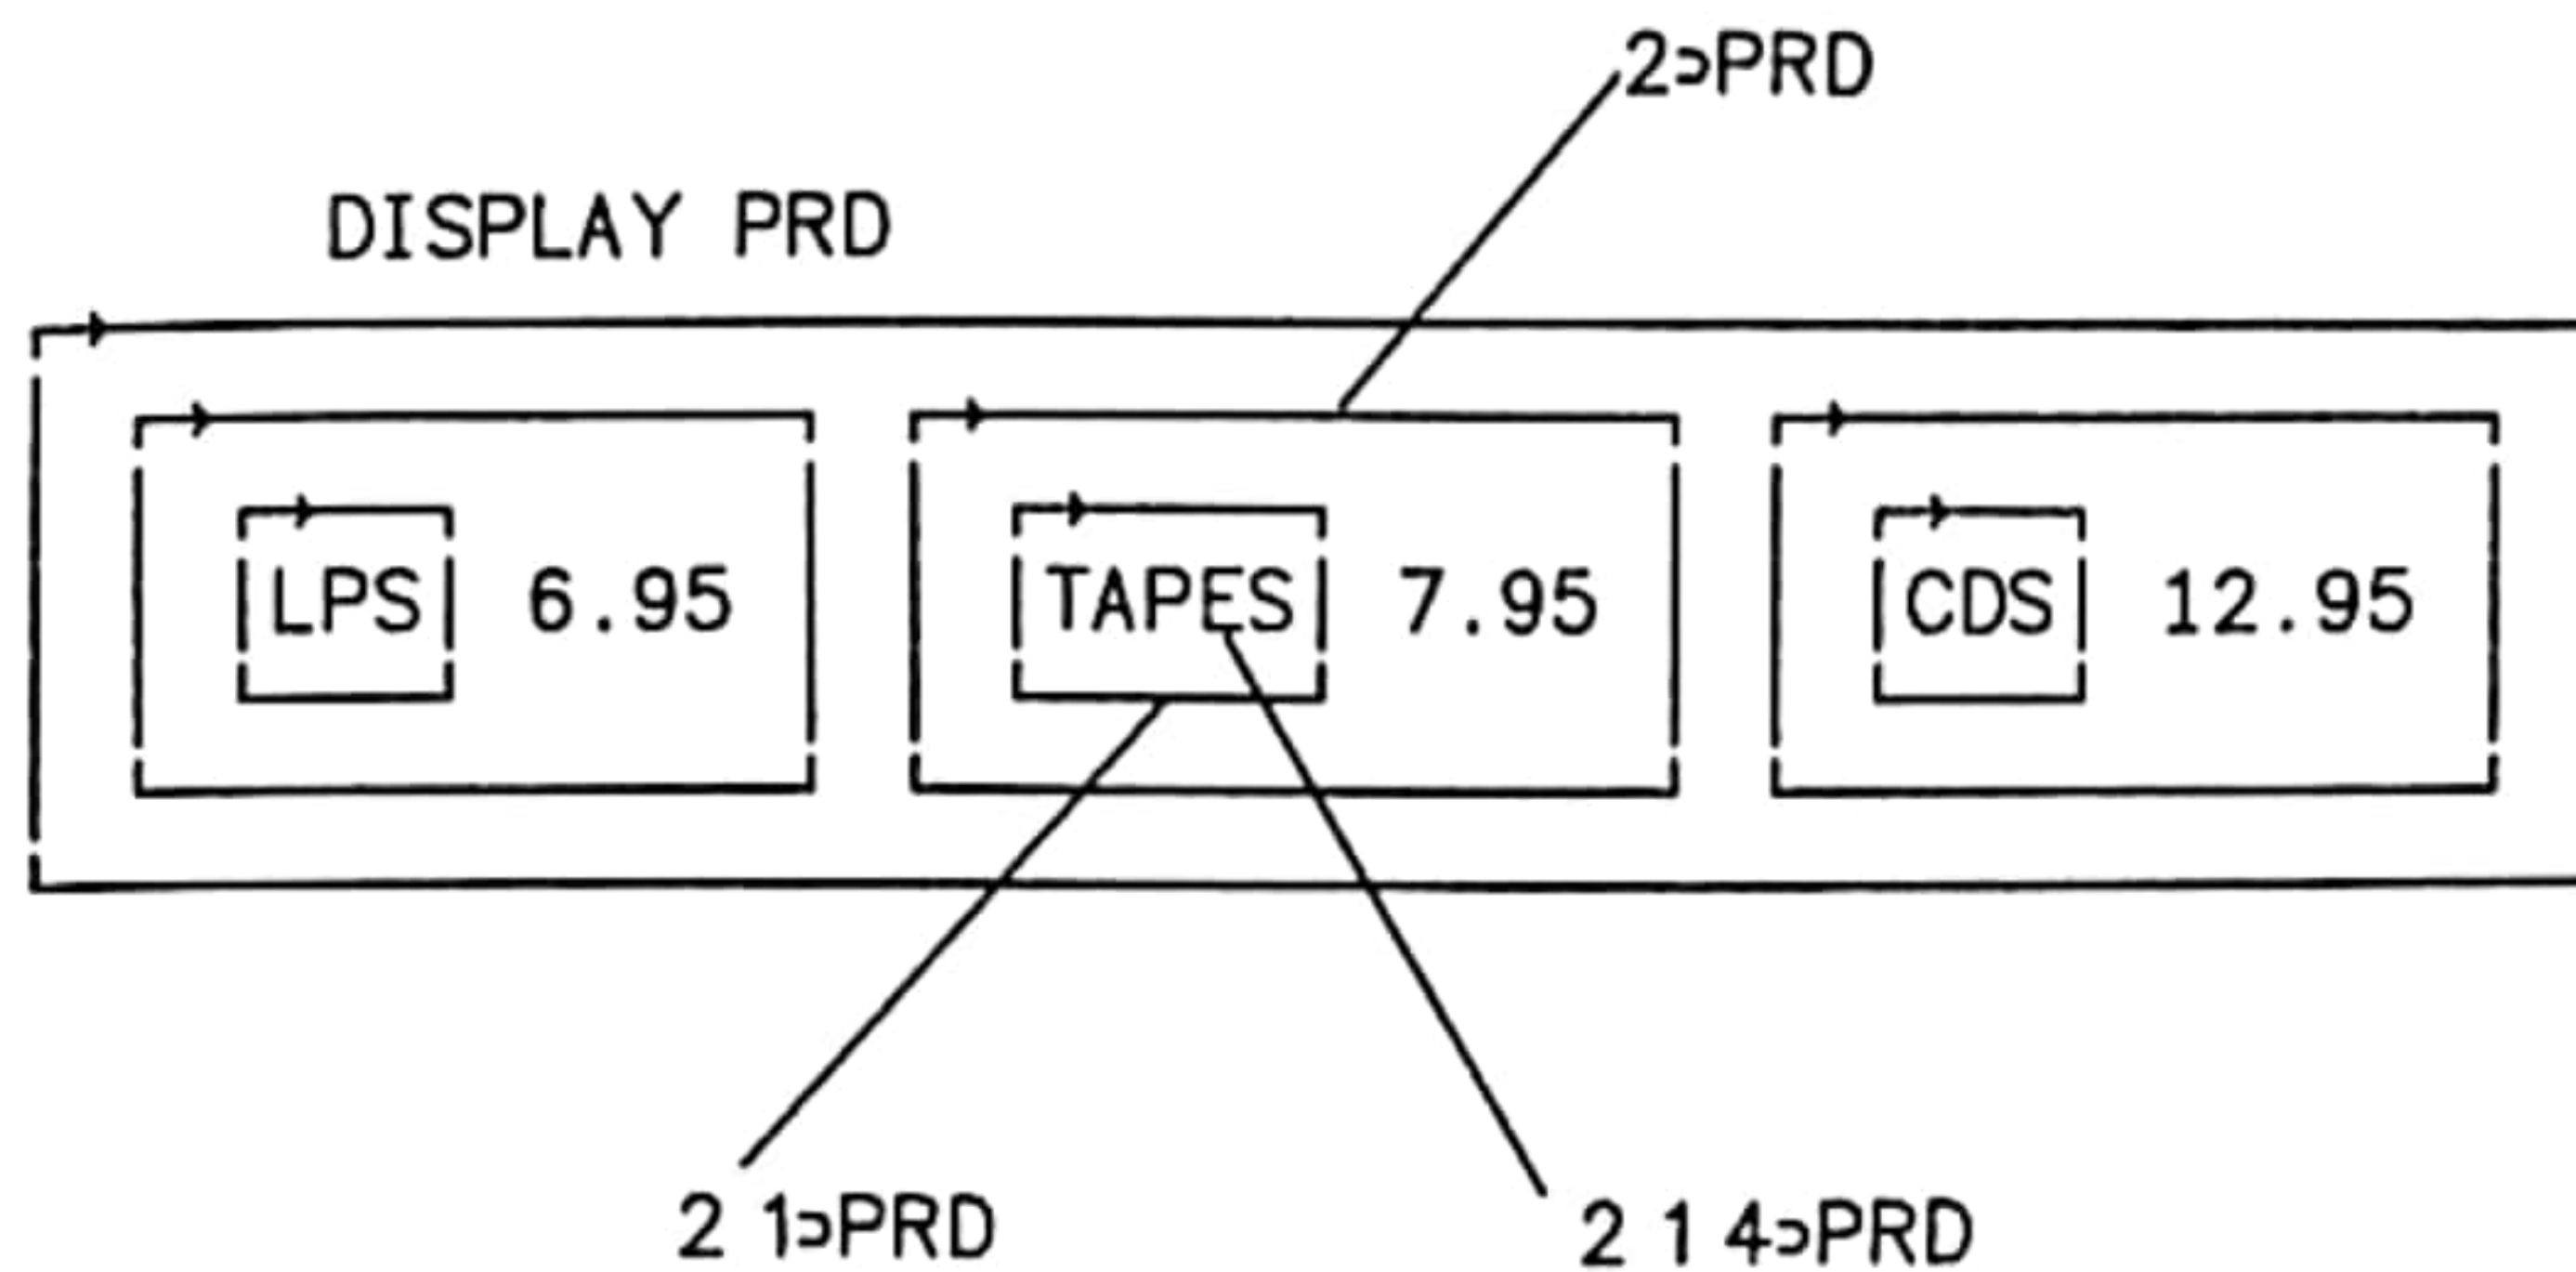 2⊃PRD
DISPLAY PRD
LPS 6.95 TAPES 7.95 CDS 12.95
2 1⊃PRD 2 1 4⊃PRD